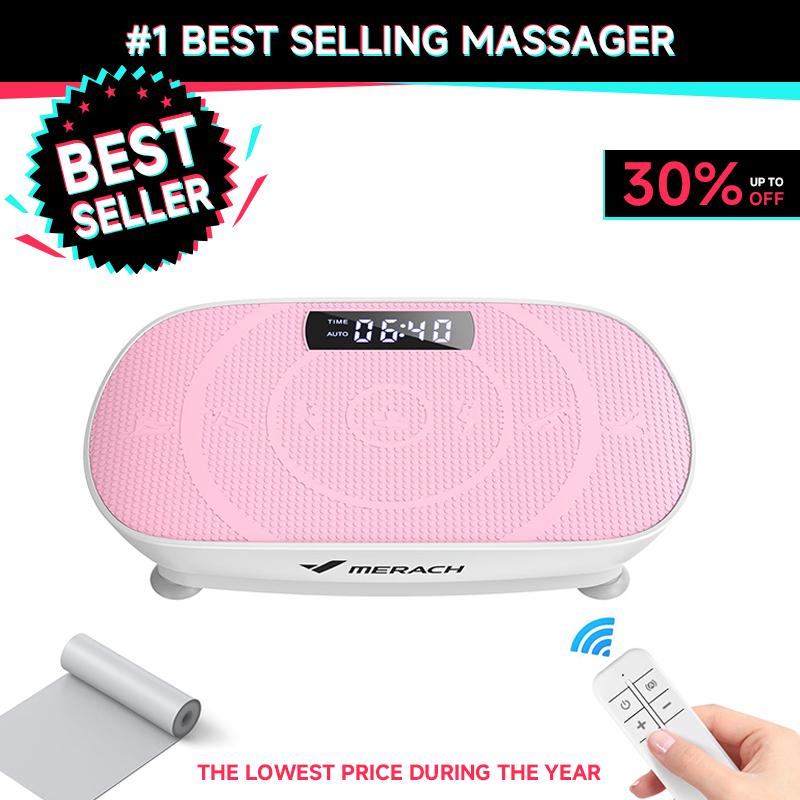 #1 BEST SELLING MASSAGER
BEST
SELLER
30% UP TO
OFF
TIME
AUTO 06:40
MERACH
THE LOWEST PRICE DURING THE YEAR